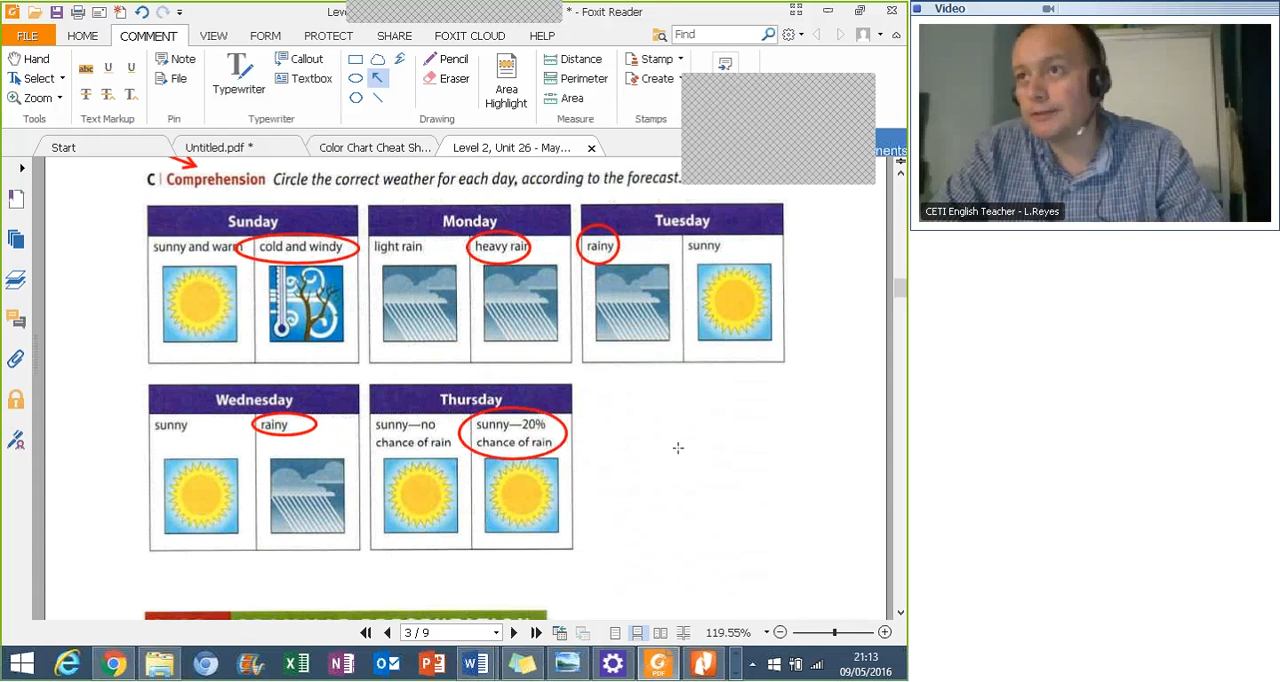 Leve
* - Foxit Reader
FILE HOME COMMENT VIEW FORM PROTECT SHARE FOXIT CLOUD HELP
Find
Hand
Select
Zoom
Tools
abc U U
T T T
Text Markup
Note
File
Pin
Typewriter
Callout
Textbox
Typewriter
Pencil
Eraser
Drawing
Area Highlight
Distance
Perimeter
Area
Measure
Stamp
Create
Stamps
Start
Untitled.pdf *
Color Chart Cheat Sh...
Level 2, Unit 26 - May...
nents
C | Comprehension Circle the correct weather for each day, according to the forecast.
Sunday
sunny and warm
cold and windy
Monday
light rain
heavy rain
Tuesday
rainy
sunny
Wednesday
sunny
rainy
Thursday
sunny—no
chance of rain
sunny—20%
chance of rain
3 / 9
119.55%
21:13
09/05/2016
Video
CETI English Teacher - L.Reyes